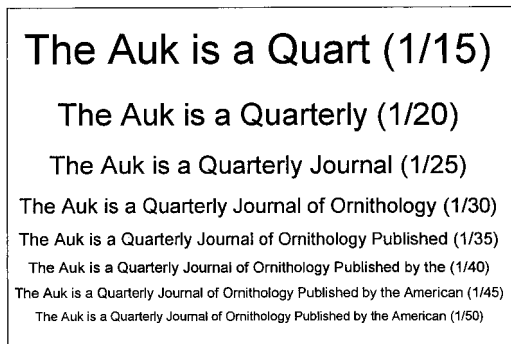 The Auk is a Quart (1/15)
The Auk is a Quarterly (1/20)
The Auk is a Quarterly Journal (1/25)
The Auk is a Quarterly Journal of Ornithology (1/30)
The Auk is a Quarterly Journal of Ornithology Published (1/35)
The Auk is a Quarterly Journal of Ornithology Published by the (1/40)
The Auk is a Quarterly Journal of Ornithology Published by the American (1/45)
The Auk is a Quarterly Journal of Ornithology Published by the American (1/50)